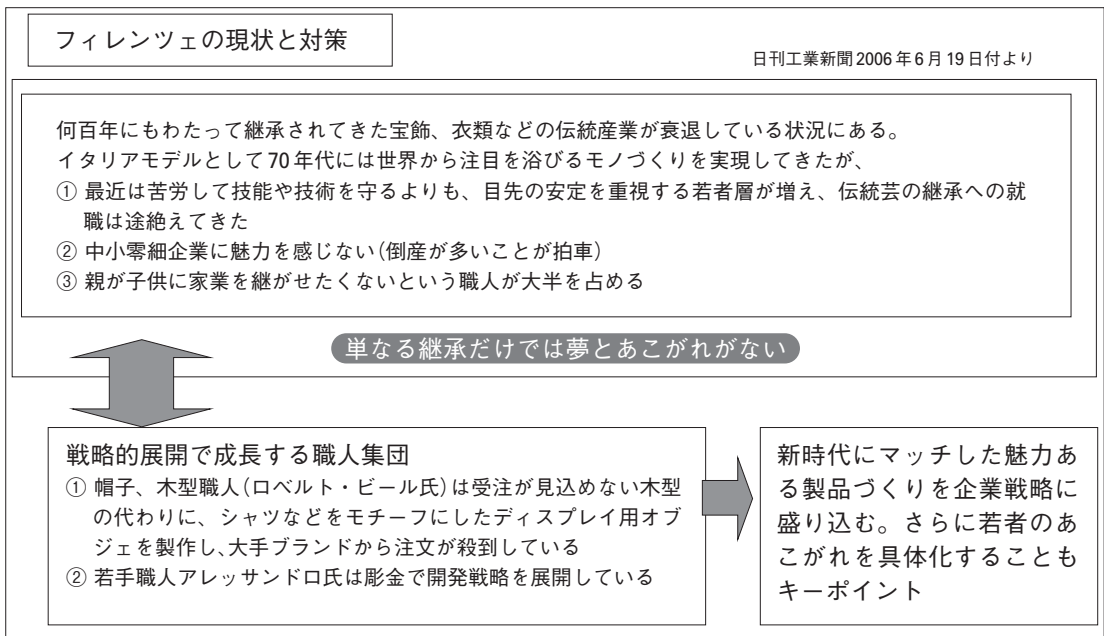 フィレンツェの現状と対策
日刊工業新聞2006年6月19日付より
何百年にもわたって継承されてきた宝飾、衣類などの伝統産業が衰退している状況にある。
イタリアモデルとして70年代には世界から注目を浴びるモノづくりを実現してきたが、
① 最近は苦労して技能や技術を守るよりも、目先の安定を重視する若者層が増え、伝統芸の継承への就
職は途絶えてきた
② 中小零細企業に魅力を感じない(倒産が多いことが拍車)
③ 親が子供に家業を継がせたくないという職人が大半を占める
単なる継承だけでは夢とあこがれがない
戦略的展開で成長する職人集団
① 帽子、木型職人(ロベルト・ビール氏)は受注が見込めない木型
の代わりに、シャツなどをモチーフにしたディスプレイ用オブ
ジェを製作し、大手ブランドから注文が殺到している
② 若手職人アレッサンドロ氏は彫金で開発戦略を展開している
新時代にマッチした魅力あ
る製品づくりを企業戦略に
盛り込む。さらに若者のあ
こがれを具体化することも
キーポイント